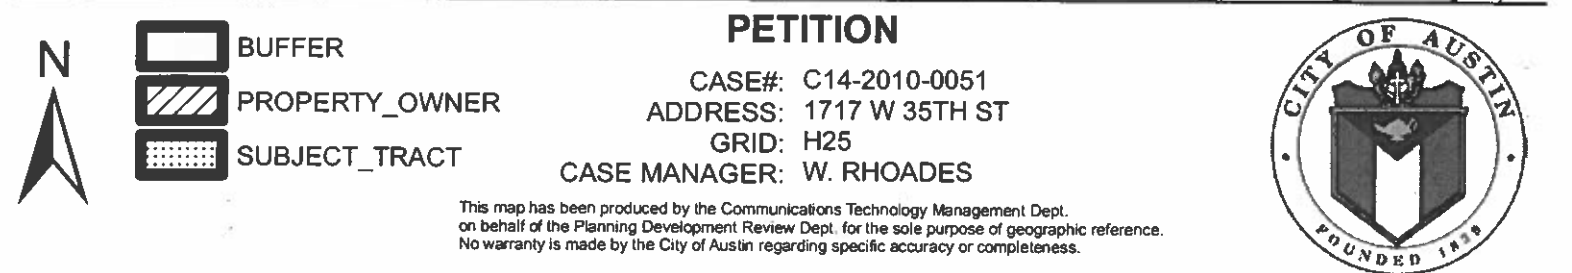 N
BUFFER
PROPERTY_OWNER
SUBJECT_TRACT
PETITION
CASE#: C14-2010-0051
ADDRESS: 1717 W 35TH ST
GRID: H25
CASE MANAGER: W. RHOADES
This map has been produced by the Communications Technology Management Dept.
on behalf of the Planning Development Review Dept. for the sole purpose of geographic reference.
No warranty is made by the City of Austin regarding specific accuracy or completeness.
CITY OF AUSTIN
FOUNDED 1839